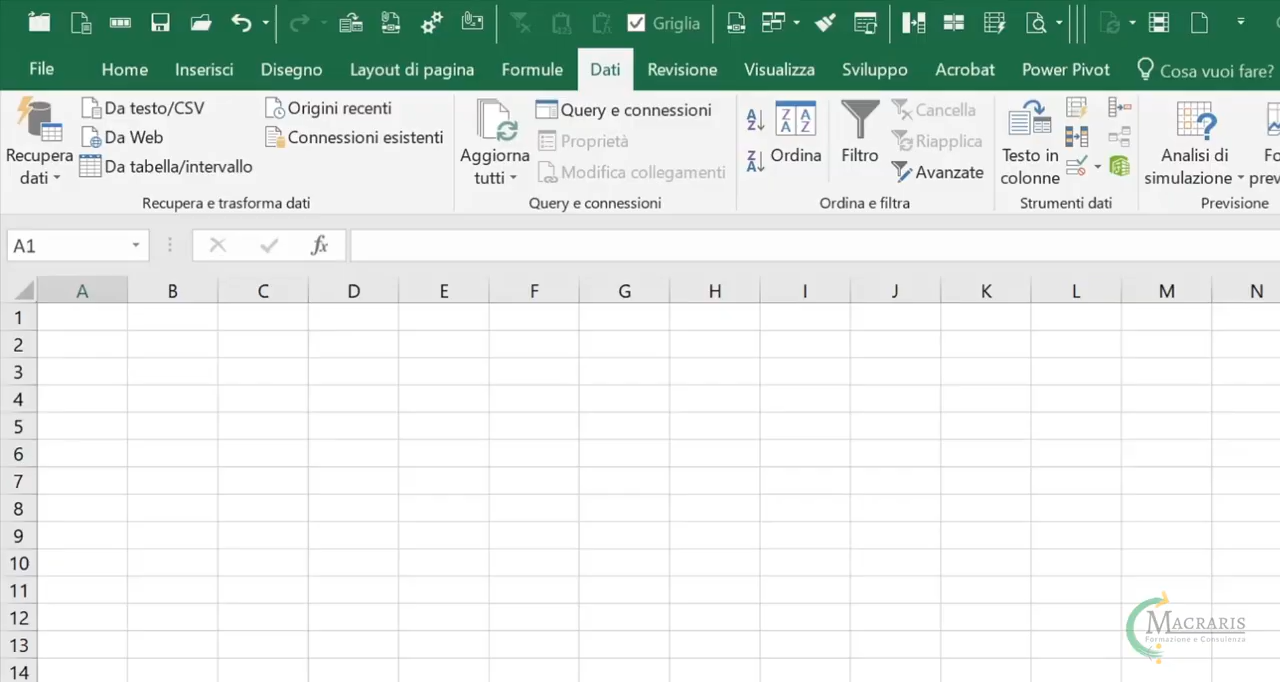 Griglia
File Home Inserisci Disegno Layout di pagina Formule Dati Revisione Visualizza Sviluppo Acrobat Power Pivot Cosa vuoi fare?
Recupera dati
Da testo/CSV
Da Web
Da tabella/intervallo
Origini recenti
Connessioni esistenti
Recupera e trasforma dati
Aggiorna tutti
Query e connessioni
Proprietà
Modifica collegamenti
Query e connessioni
Ordina
Filtro
Cancella
Riapplica
Avanzate
Ordina e filtra
Testo in colonne
Strumenti dati
Analisi di simulazione
Fo
prev
Previsione
A1
fx
A B C D E F G H I J K L M N
1
2
3
4
5
6
7
8
9
10
11
12
13
14
MACRARIS
Formazione e Consulenza